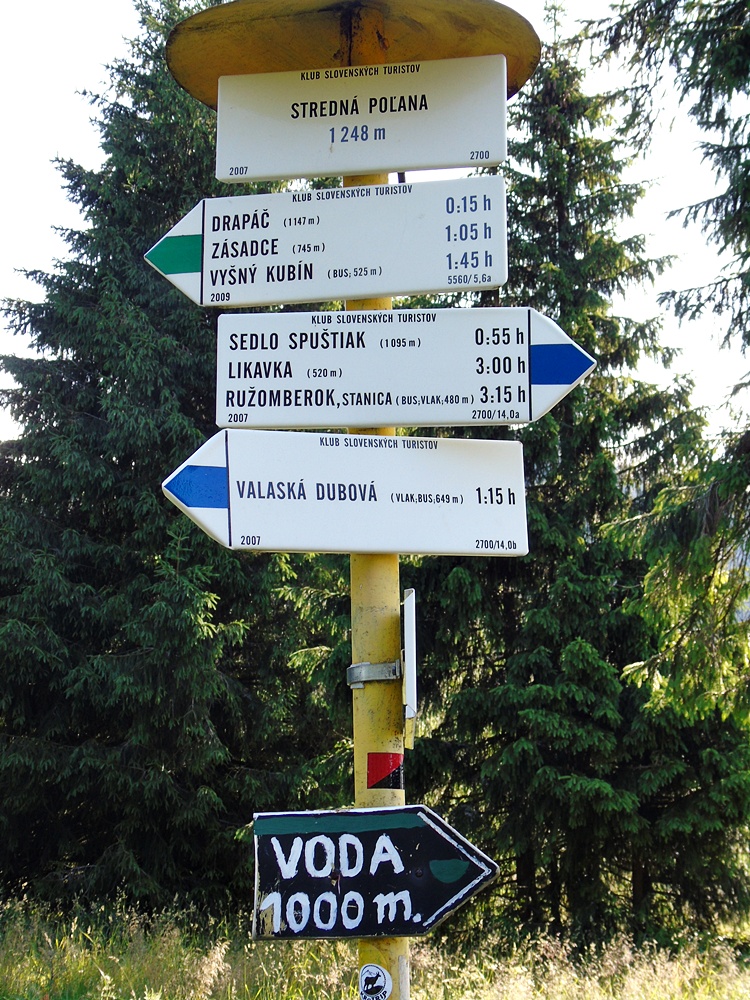 KLUB SLOVENSKÝCH TURISTOV
STREDNÁ POĽANA
1 248 m
2007 2700
KLUB SLOVENSKÝCH TURISTOV
DRAPÁČ (1147 m) 0:15 h
ZÁSADCE (745 m) 1:05 h
VYŠNÝ KUBÍN (BUS; 525 m) 1:45 h
2009 5560/5,6a
KLUB SLOVENSKÝCH TURISTOV
SEDLO SPUŠTIAK (1 095 m) 0:55 h
LIKAVKA (520 m) 3:00 h
RUŽOMBEROK, STANICA (BUS;VLAK;480 m) 3:15 h
2007 2700/14,0a
KLUB SLOVENSKÝCH TURISTOV
VALASKÁ DUBOVÁ (VLAK;BUS;649 m) 1:15 h
2007 2700/14,0b
VODA
1000 m.